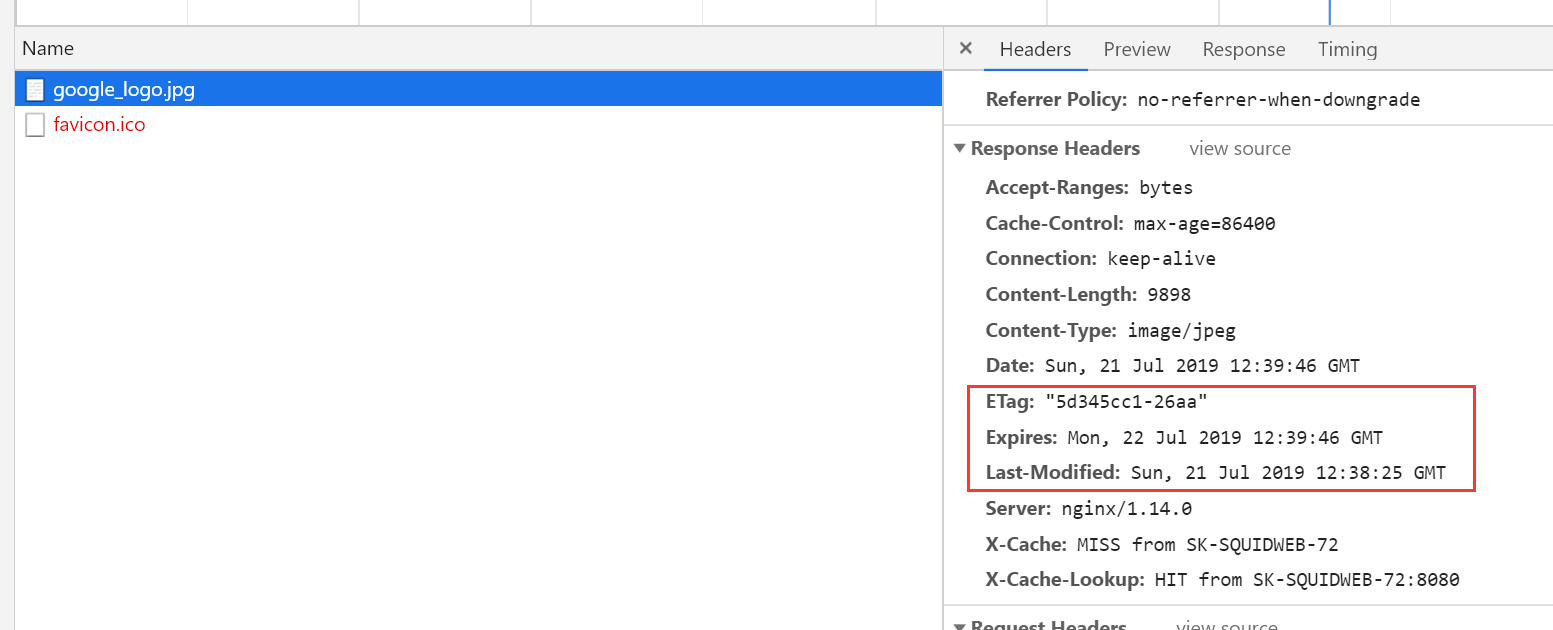 Name
google_logo.jpg
favicon.ico
× Headers Preview Response Timing
Referrer Policy: no-referrer-when-downgrade
▼ Response Headers view source
Accept-Ranges: bytes
Cache-Control: max-age=86400
Connection: keep-alive
Content-Length: 9898
Content-Type: image/jpeg
Date: Sun, 21 Jul 2019 12:39:46 GMT
ETag: "5d345cc1-26aa"
Expires: Mon, 22 Jul 2019 12:39:46 GMT
Last-Modified: Sun, 21 Jul 2019 12:38:25 GMT
Server: nginx/1.14.0
X-Cache: MISS from SK-SQUIDWEB-72
X-Cache-Lookup: HIT from SK-SQUIDWEB-72:8080
▼ Request Headers view source